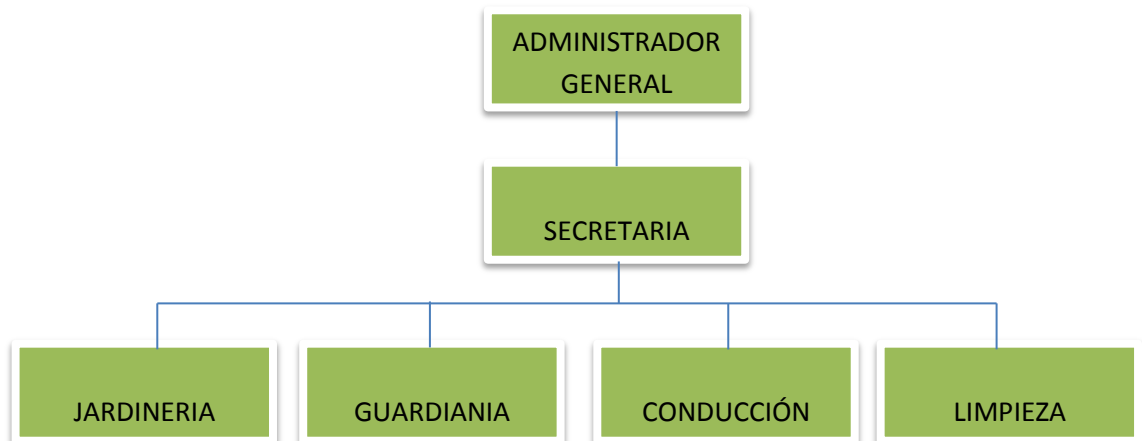 ADMINISTRADOR
GENERAL
SECRETARIA
JARDINERIA
GUARDIANIA
CONDUCCIÓN
LIMPIEZA